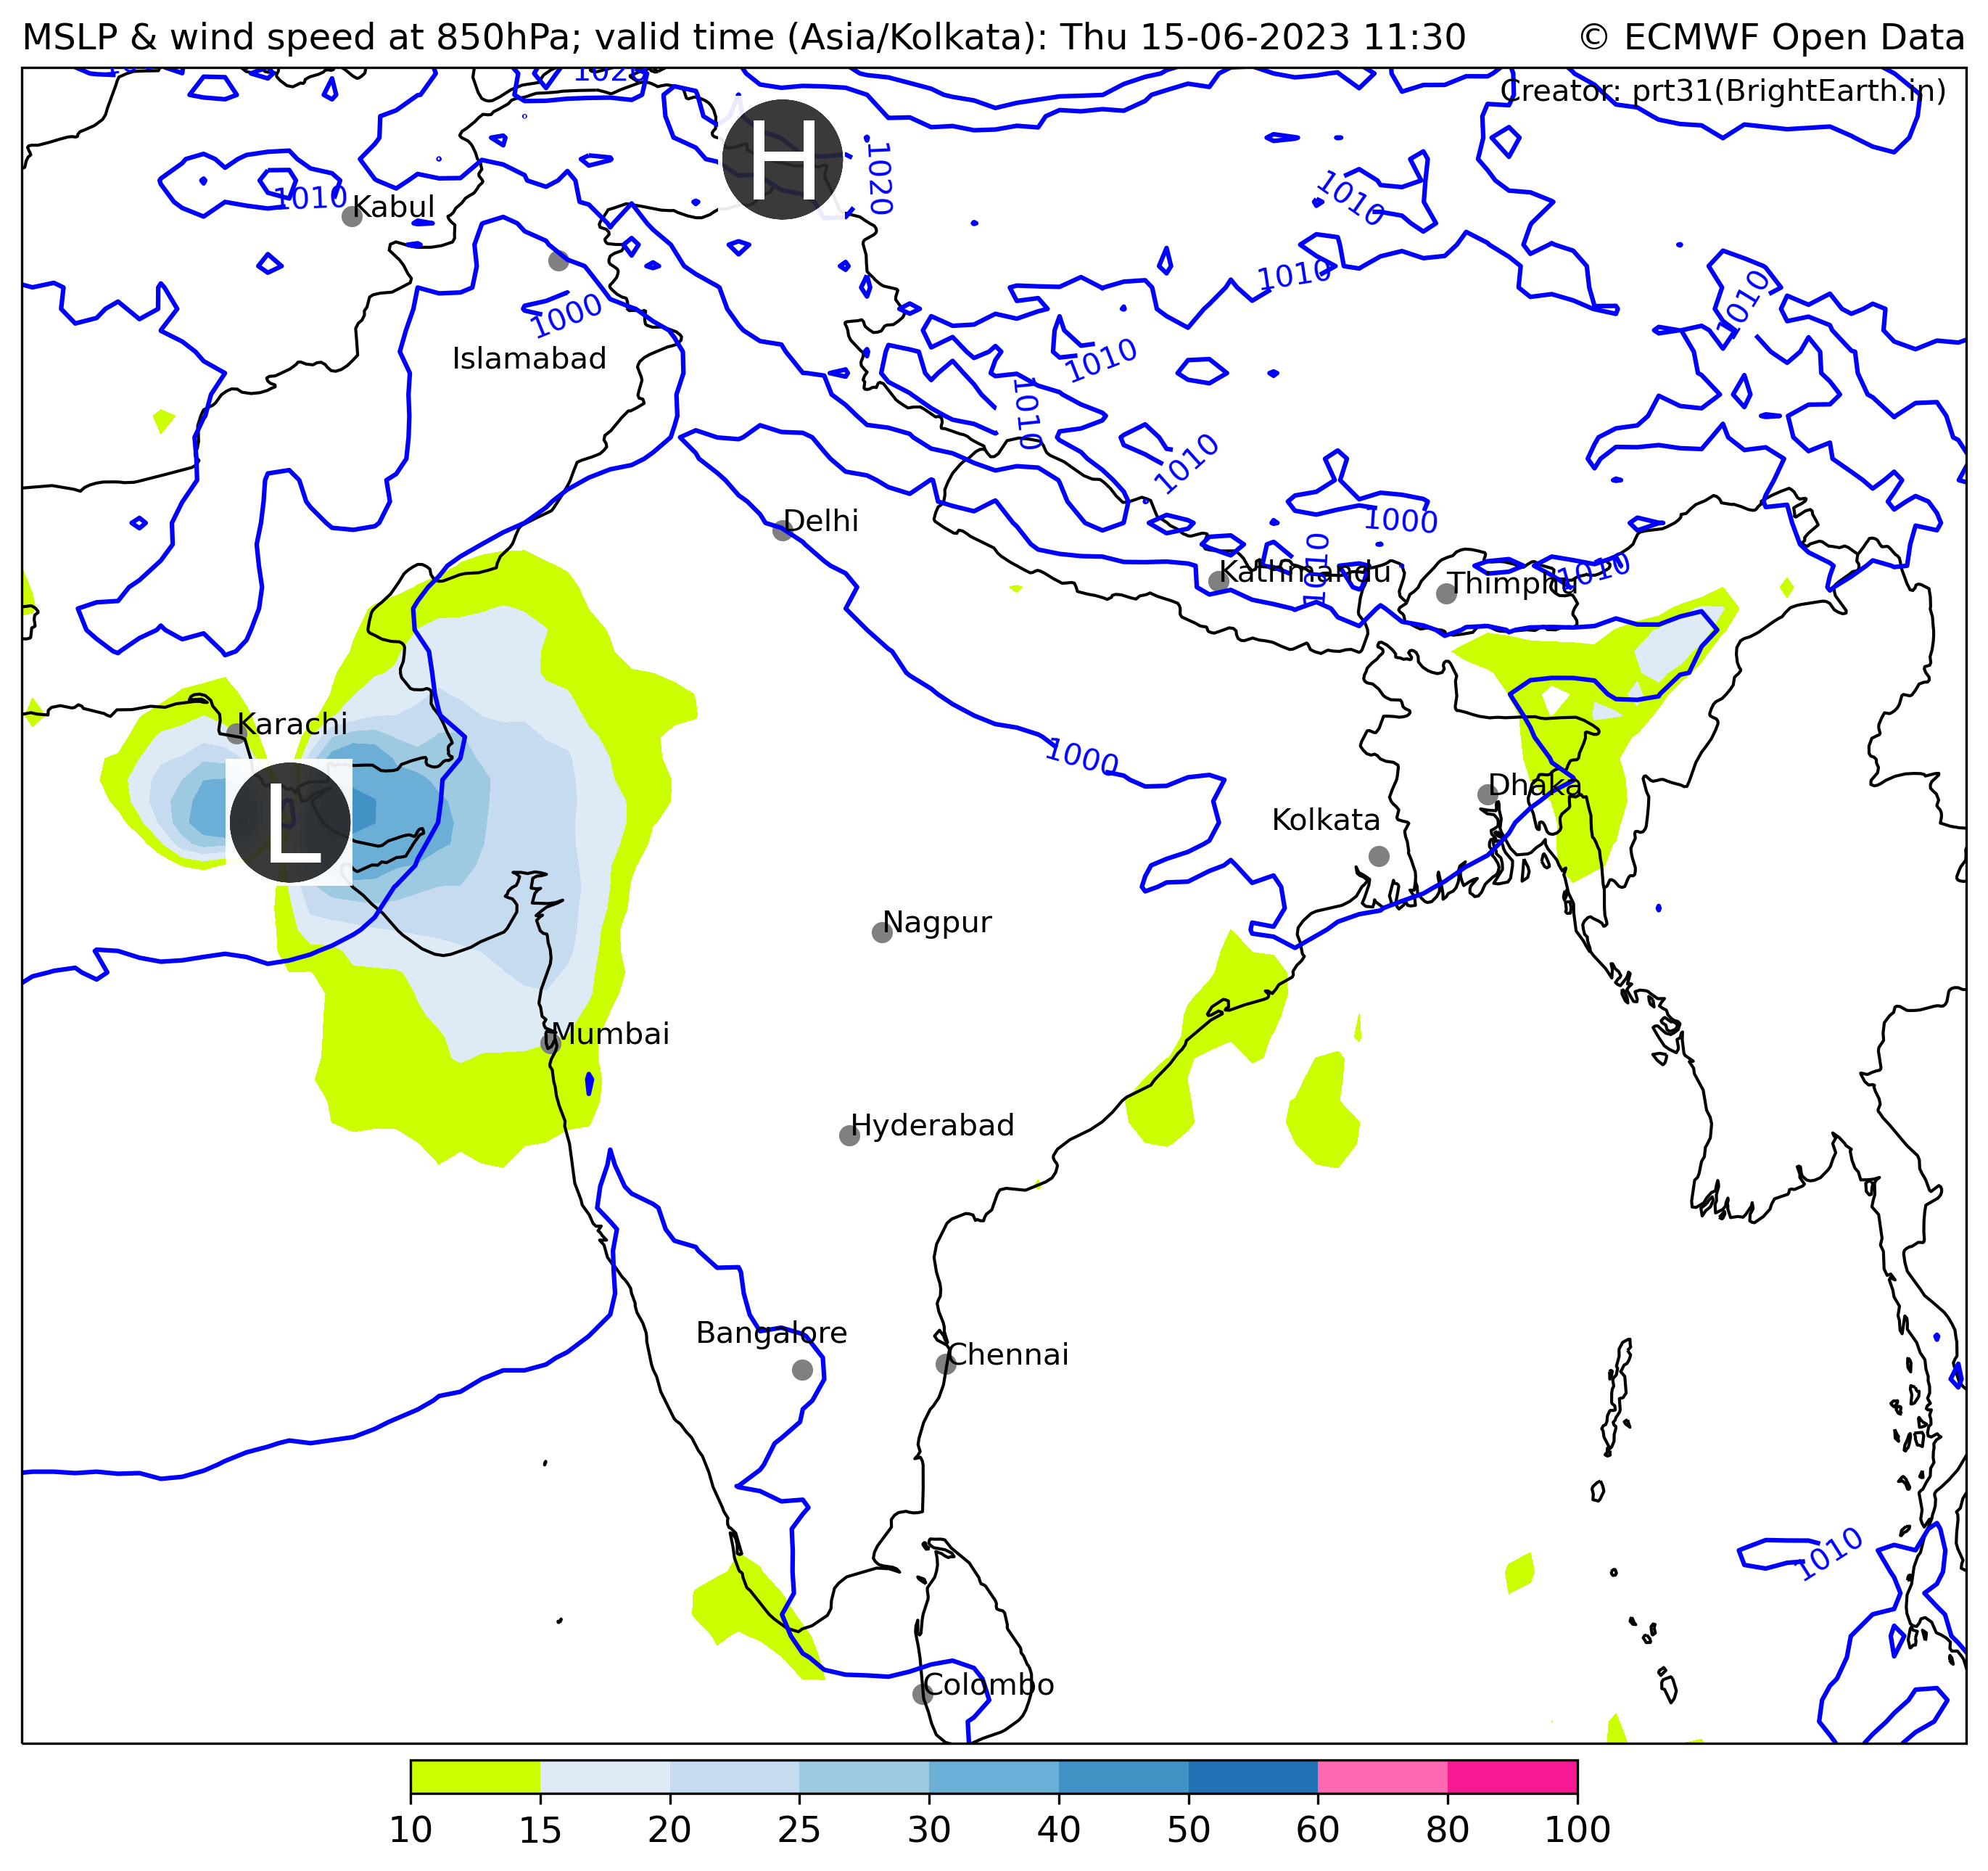 MSLP & wind speed at 850hPa; valid time (Asia/Kolkata): Thu 15-06-2023 11:30
© ECMWF Open Data
Creator: prt31(BrightEarth.in)
H
1020
1010
Kabul
1010
1010
1010
1000
Islamabad
1010
1010
1010
Delhi
1000
Kathmandu
1010
Thimphu
1010
Karachi
1000
L
Dhaka
Kolkata
Nagpur
Mumbai
Hyderabad
Bangalore
Chennai
1010
Colombo
10 15 20 25 30 40 50 60 80 100